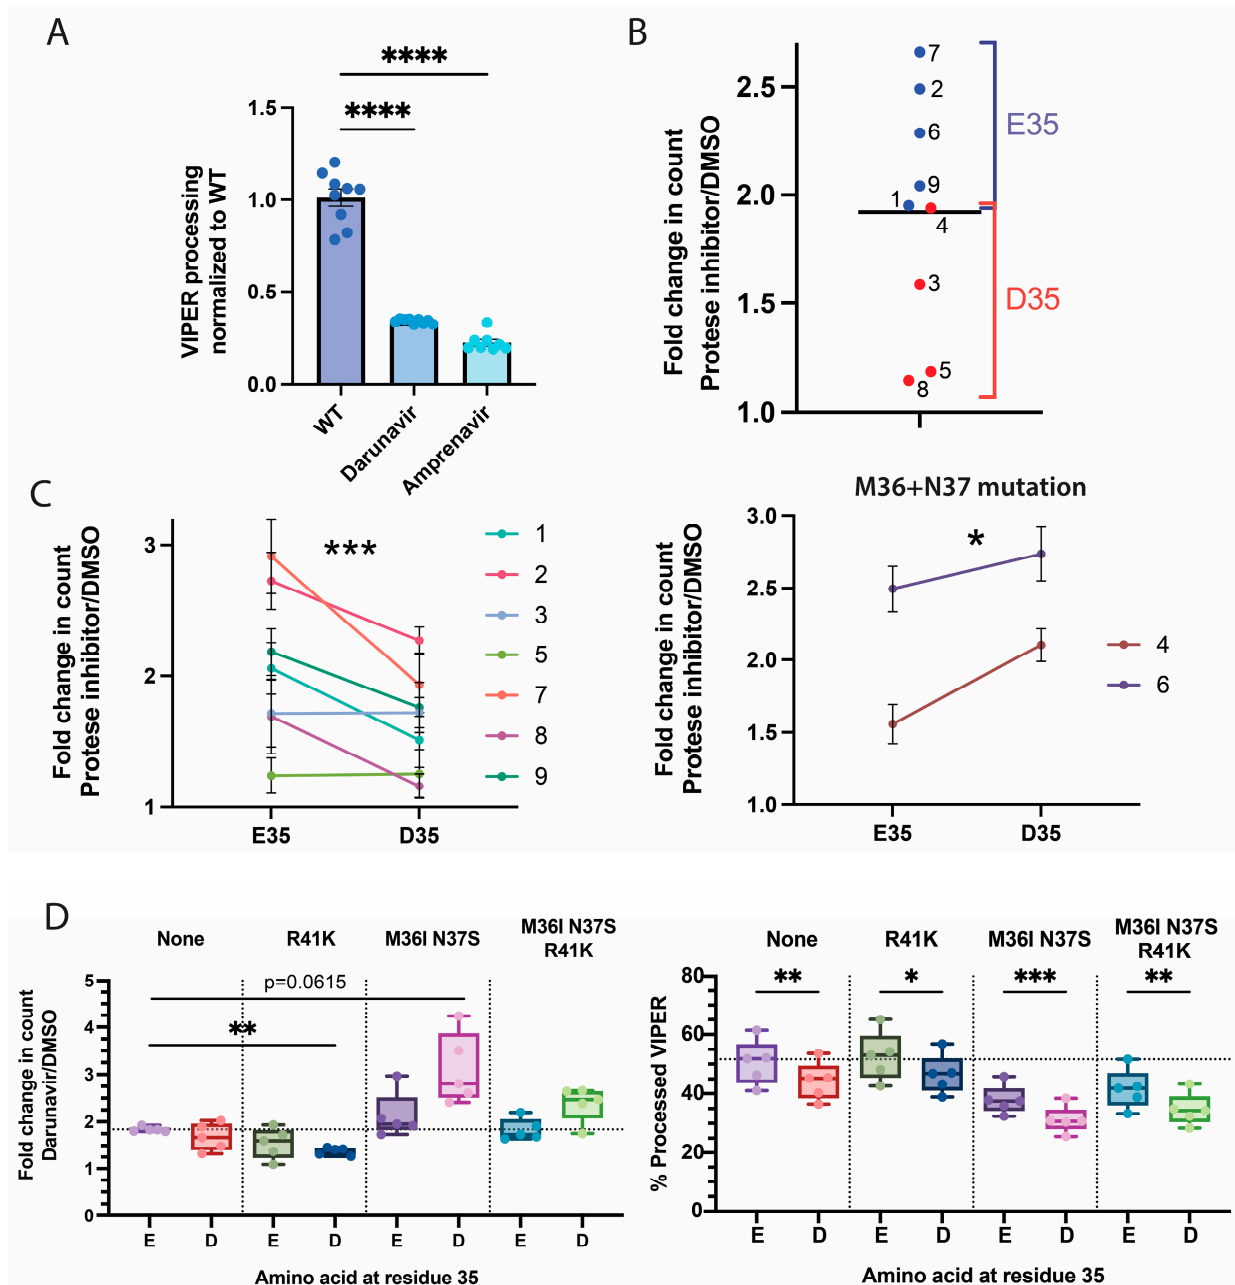 A
****
****
1.5
1.0
0.5
0.0
VIPER processing
normalized to WT
WT
Darunavir
Amprenavir
B
Fold change in count
Protese inhibitor/DMSO
2.5
2.0
1.5
1.0
7
2
6
9
1
4
3
5
8
E35
D35
C
Fold change in count
Protese inhibitor/DMSO
3
2
1
***
E35
D35
1
2
3
5
7
8
9
M36+N37 mutation
Fold change in count
Protese inhibitor/DMSO
3.0
2.5
2.0
1.5
1.0
*
E35
D35
4
6
D
None
R41K
M36I N37S
M36I N37S
R41K
Fold change in count
Darunavir/DMSO
5
4
3
2
1
0
p=0.0615
**
E
D
E
D
E
D
E
D
Amino acid at residue 35
None
R41K
M36I N37S
M36I N37S
R41K
% Processed VIPER
80
60
40
20
0
**
*
***
**
E
D
E
D
E
D
E
D
Amino acid at residue 35